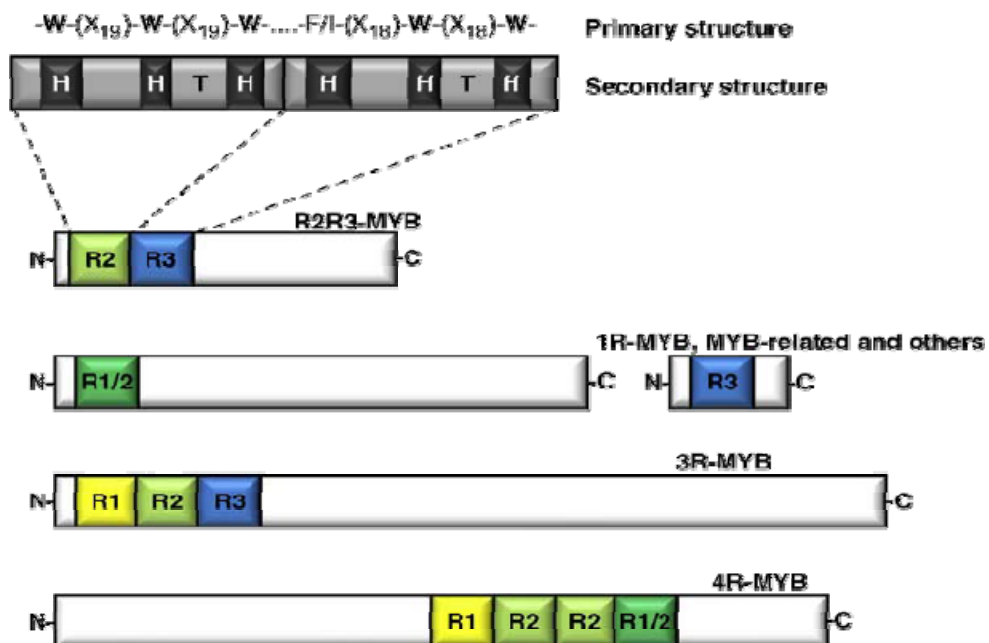 -W-(X19)-W-(X19)-W-....-F/I-(X18)-W-(X18)-W- Primary structure
H H T H H H T H Secondary structure
R2R3-MYB
N- R2 R3 -C
1R-MYB, MYB-related and others
N- R1/2 -C N- R3 -C
3R-MYB
N- R1 R2 R3 -C
4R-MYB
N- R1 R2 R2 R1/2 -C